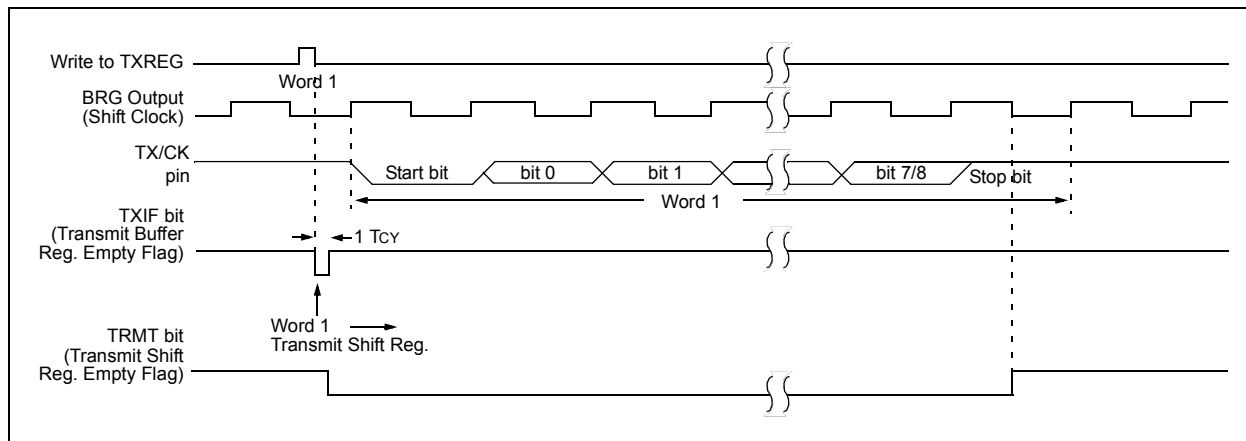 Write to TXREG
Word 1
BRG Output
(Shift Clock)
TX/CK
pin
Start bit
bit 0
bit 1
bit 7/8
Stop bit
Word 1
TXIF bit
(Transmit Buffer
Reg. Empty Flag)
1 TCY
Word 1
Transmit Shift Reg.
TRMT bit
(Transmit Shift
Reg. Empty Flag)